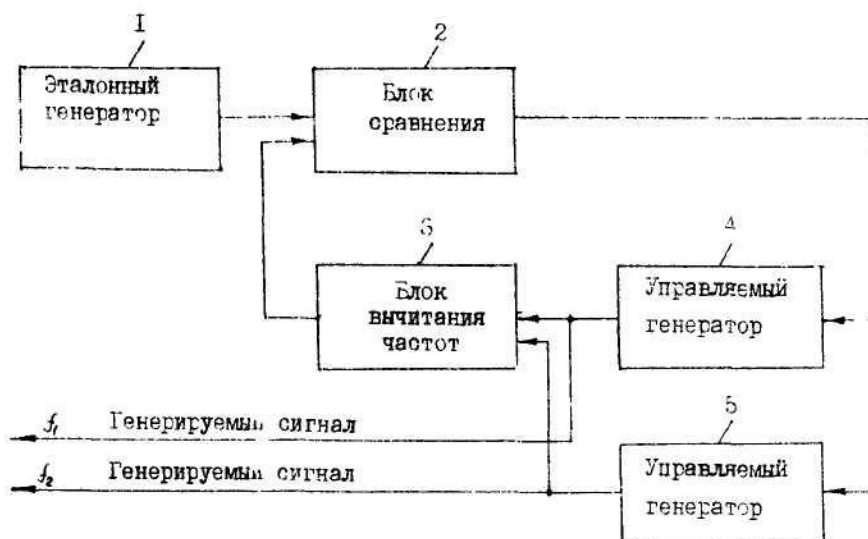 I
2
Эталонный
генератор
Блок
сравнения
6
4
Блок
вычитания
частот
Управляемый
генератор
f₁ Генерируемый сигнал
5
f₂ Генерируемый сигнал
Управляемый
генератор